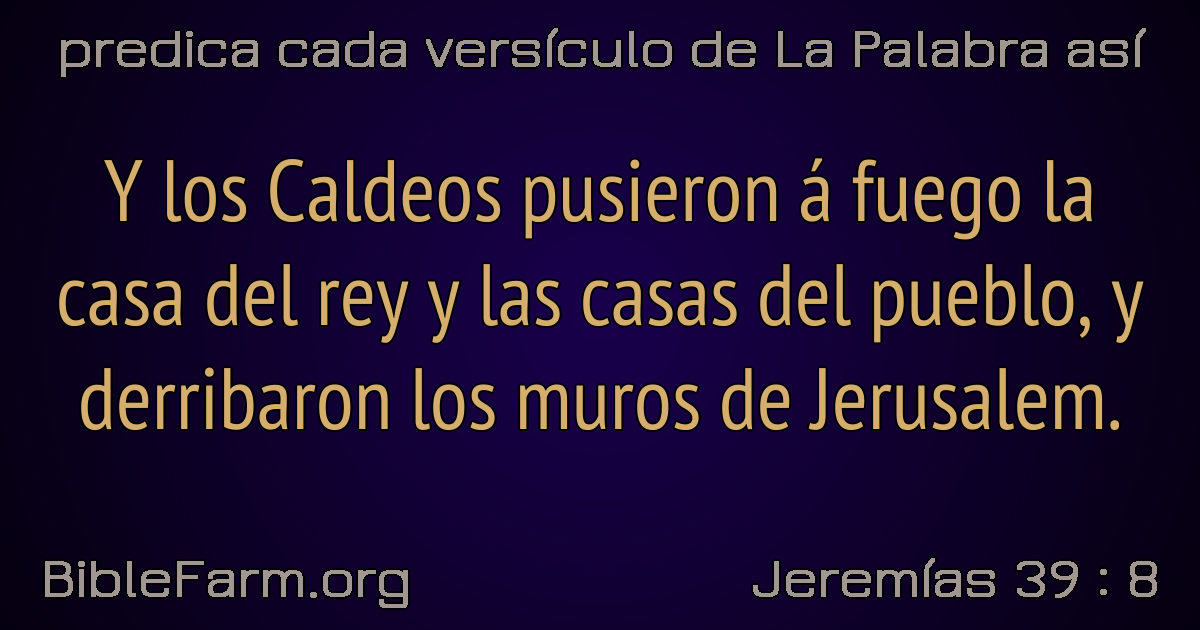 predica cada versículo de La Palabra así
Y los Caldeos pusieron á fuego la
casa del rey y las casas del pueblo, y
derribaron los muros de Jerusalem.
BibleFarm.org
Jeremías 39 : 8